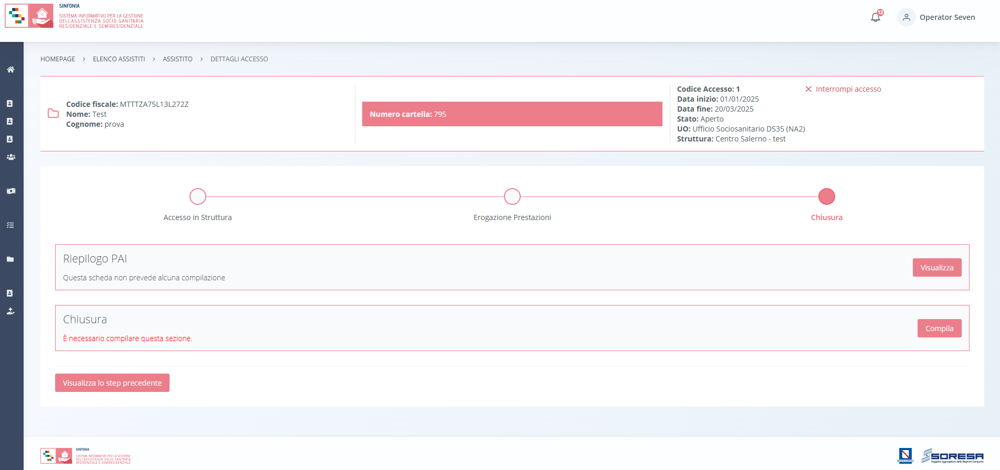 SINFONIA
SISTEMA INFORMATIVO PER LA GESTIONE
DELL'ASSISTENZA SOCIO SANITARIA
RESIDENZIALE E SEMIRESIDENZIALE
12
Operator Seven
HOMEPAGE > ELENCO ASSISTITI > ASSISTITO > DETTAGLI ACCESSO
Codice fiscale: MTTTZA75L13L272Z
Nome: Test
Cognome: prova
Numero cartella: 795
Codice Accesso: 1
Interrompi accesso
Data inizio: 01/01/2025
Data fine: 20/03/2025
Stato: Aperto
UO: Ufficio Sociosanitario DS35 (NA2)
Struttura: Centro Salerno - test
Accesso in Struttura
Erogazione Prestazioni
Chiusura
Riepilogo PAI
Questa scheda non prevede alcuna compilazione
Visualizza
Chiusura
È necessario compilare questa sezione.
Compila
Visualizza lo step precedente
SINFONIA
SISTEMA INFORMATIVO PER LA GESTIONE
DELL'ASSISTENZA SOCIO SANITARIA
RESIDENZIALE E SEMIRESIDENZIALE
REGIONE CAMPANIA
SORESA
Soggetto Aggregatore della Regione Campania